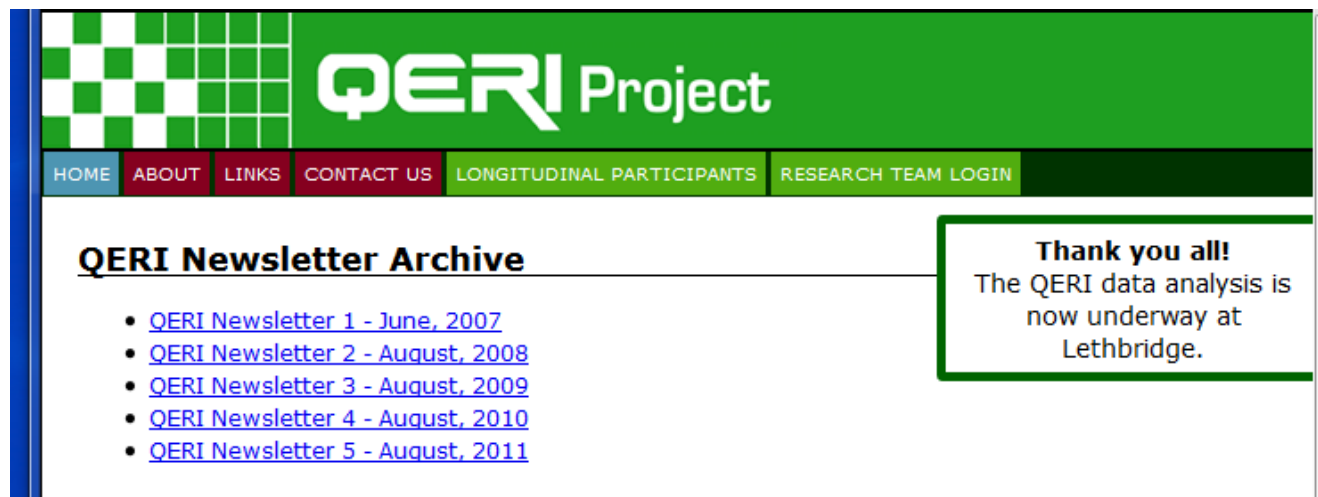 QERI Project
HOME ABOUT LINKS CONTACT US LONGITUDINAL PARTICIPANTS RESEARCH TEAM LOGIN
QERI Newsletter Archive
• QERI Newsletter 1 - June, 2007
• QERI Newsletter 2 - August, 2008
• QERI Newsletter 3 - August, 2009
• QERI Newsletter 4 - August, 2010
• QERI Newsletter 5 - August, 2011
Thank you all!
The QERI data analysis is
now underway at
Lethbridge.